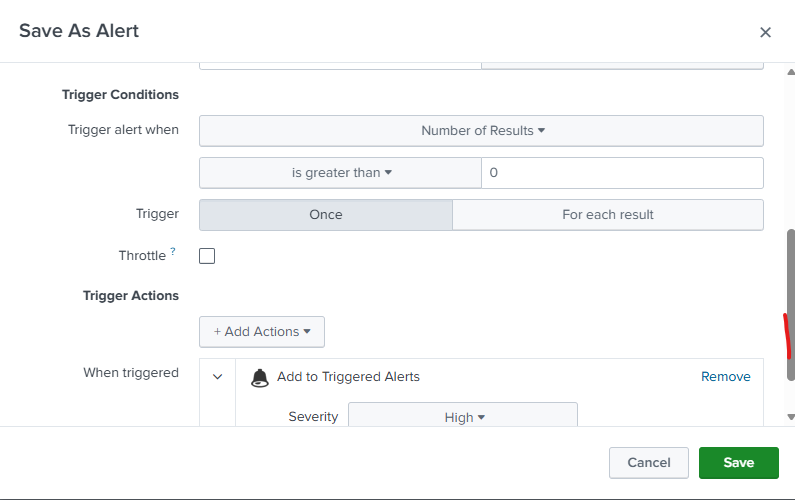 Save As Alert
Trigger Conditions
Trigger alert when Number of Results
is greater than 0
Trigger Once For each result
Throttle ?
Trigger Actions
+ Add Actions
When triggered Add to Triggered Alerts Remove
Severity High
Cancel Save